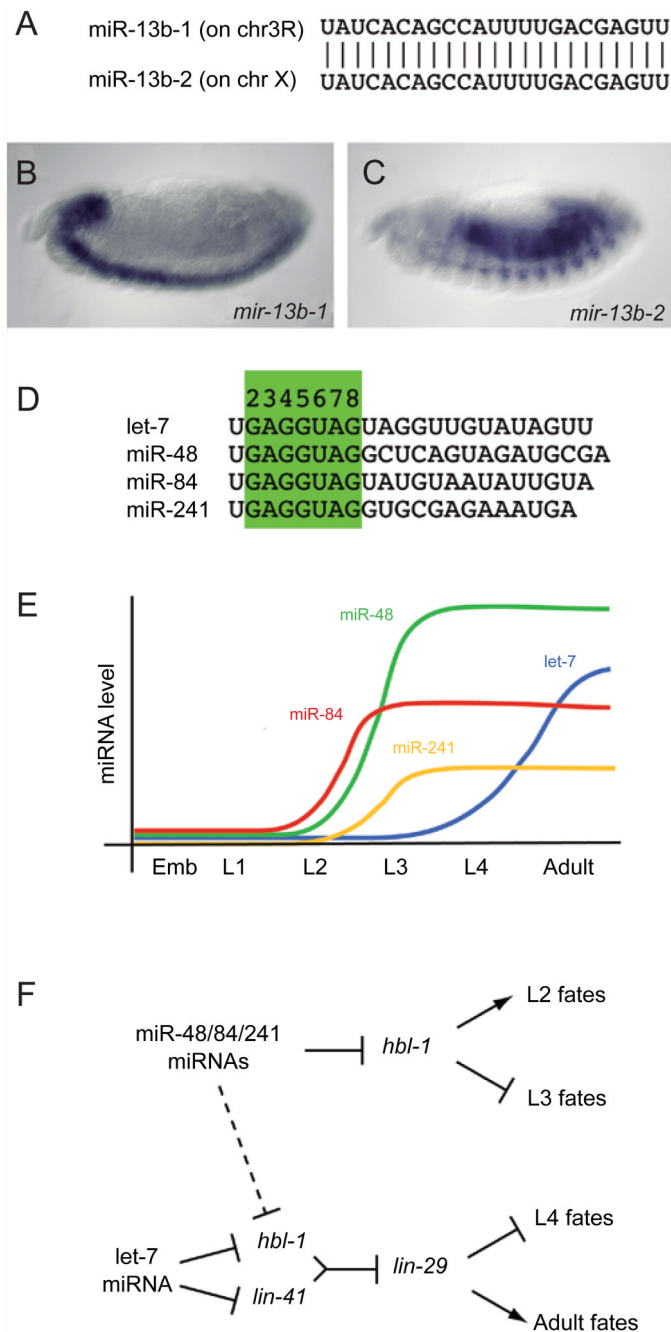 A
miR-13b-1 (on chr3R) UAUCACAGCCAUUUUGACGAGUU
miR-13b-2 (on chr X) UAUCACAGCCAUUUUGACGAGUU
B
mir-13b-1
C
mir-13b-2
D
2345678
let-7 UGAGGUAGUAGGUUGUAUAGUU
miR-48 UGAGGUAGGCUCAGUAGAUGCGA
miR-84 UGAGGUAGUAUGUAAUAUUGUA
miR-241 UGAGGUAGGUGCGAGAAAUGA
E
miRNA level
miR-48
let-7
miR-84
miR-241
Emb L1 L2 L3 L4 Adult
F
miR-48/84/241
miRNAs
hbl-1
L2 fates
L3 fates
let-7
miRNA
hbl-1
lin-41
lin-29
L4 fates
Adult fates